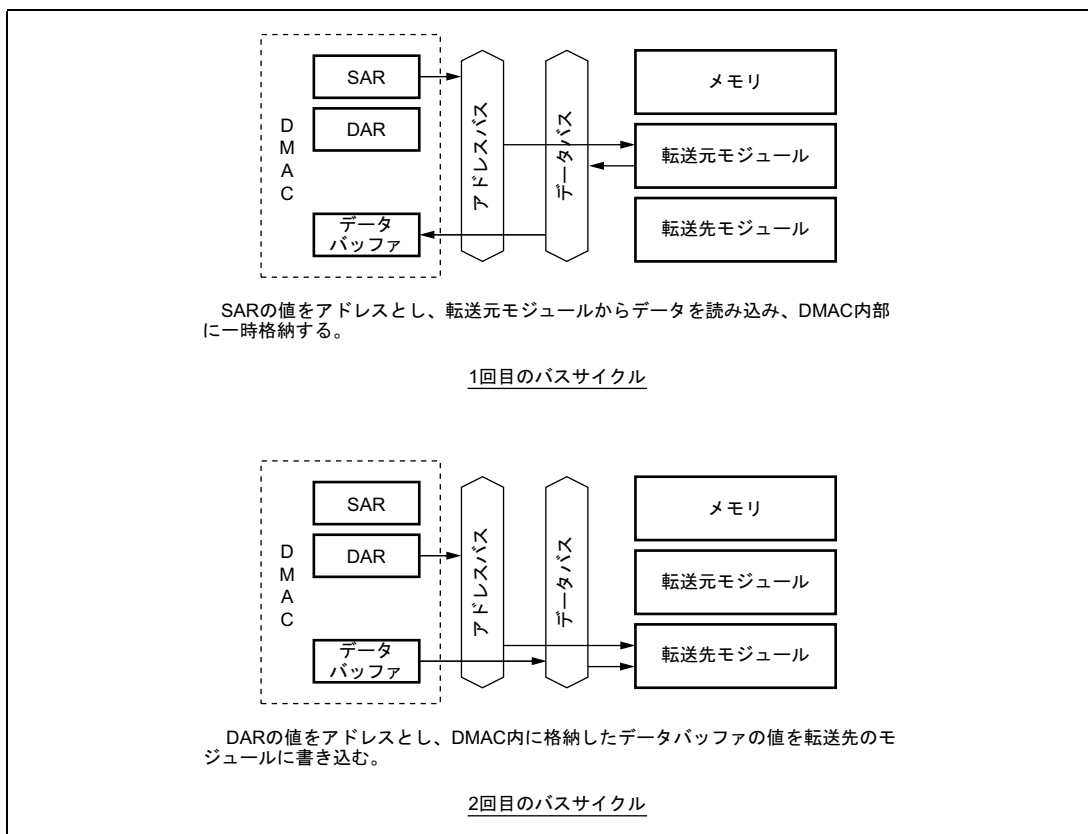 SAR
DAR
DMAC
データ
バッファ
アドレスバス
データバス
メモリ
転送元モジュール
転送先モジュール
SARの値をアドレスとし、転送元モジュールからデータを読み込み、DMAC内部
に一時格納する。
1回目のバスサイクル
SAR
DAR
DMAC
データ
バッファ
アドレスバス
データバス
メモリ
転送元モジュール
転送先モジュール
DARの値をアドレスとし、DMAC内に格納したデータバッファの値を転送先のモ
ジュールに書き込む。
2回目のバスサイクル